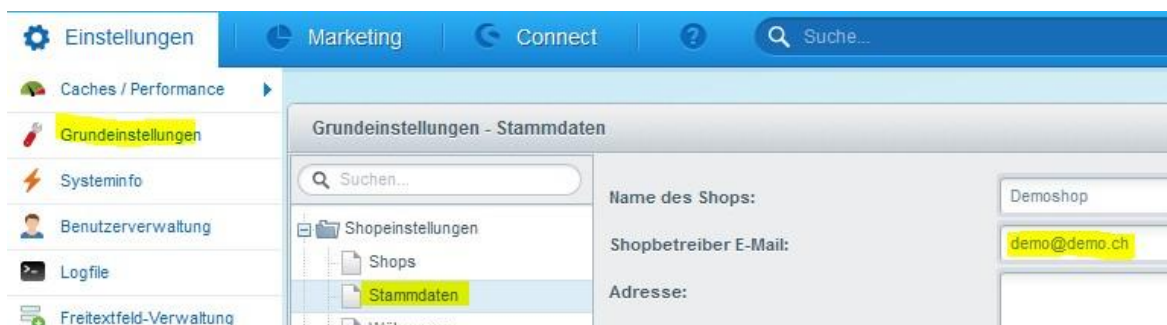 Einstellungen Marketing Connect ? Suche...
Caches / Performance
Grundeinstellungen
Systeminfo
Benutzerverwaltung
Logfile
Freitextfeld-Verwaltung
Grundeinstellungen - Stammdaten
Suchen...
Shopeinstellungen
Shops
Stammdaten
Name des Shops: Demoshop
Shopbetreiber E-Mail: demo@demo.ch
Adresse: